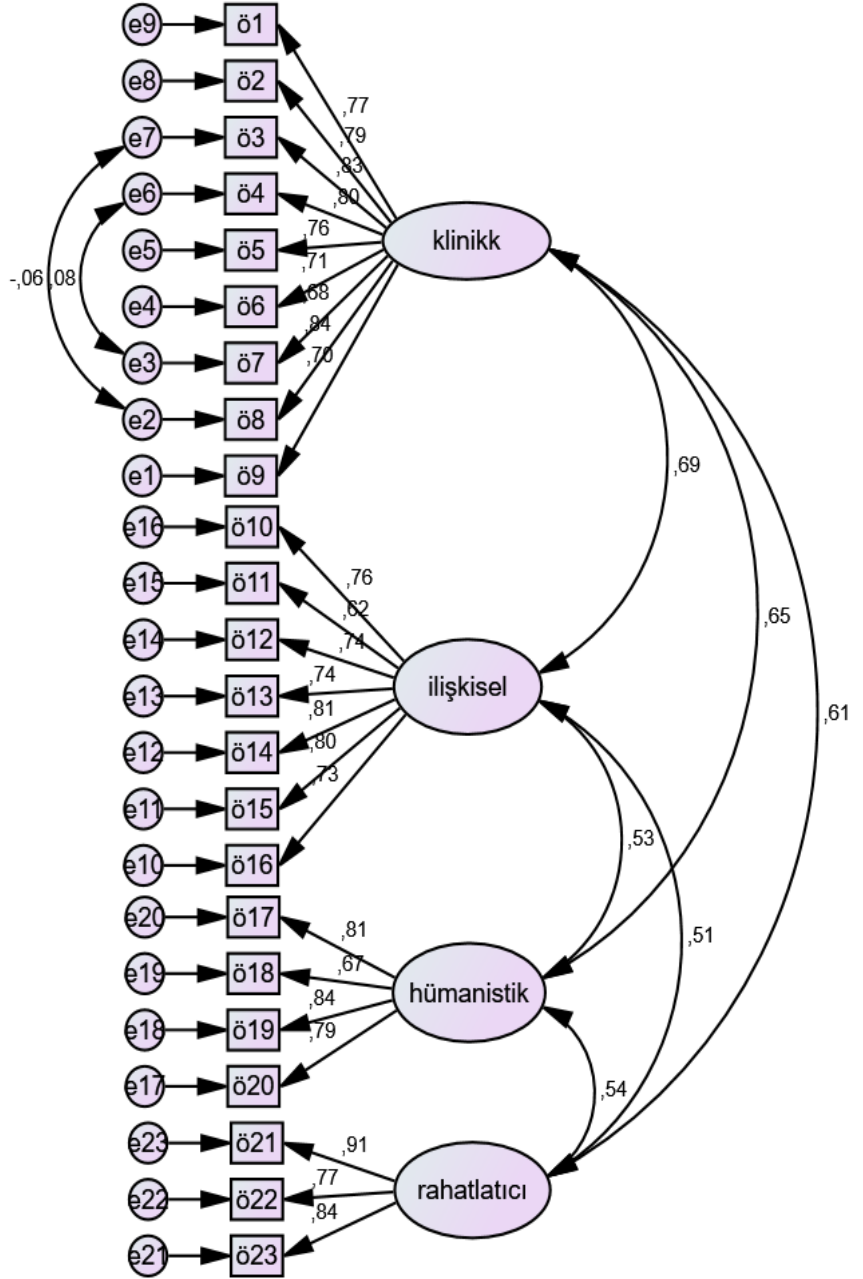 e9 ö1
e8 ö2
,77
e7 ö3
,79
,83
e6 ö4
,80
,76
e5 ö5
klinikk
,71
-,06
,08
e4 ö6
,68
,84
e3 ö7
,70
e2 ö8
,69
e1 ö9
e16 ö10
,76
e15 ö11
,62
,65
e14 ö12
,74
,74
e13 ö13
ilişkisel
,81
,61
e12 ö14
,80
,73
e11 ö15
,53
e10 ö16
e20 ö17
,81
,51
,67
e19 ö18
hümanistik
,84
e18 ö19
,79
e17 ö20
,54
e23 ö21
,91
,77
e22 ö22
rahatlatıcı
,84
e21 ö23